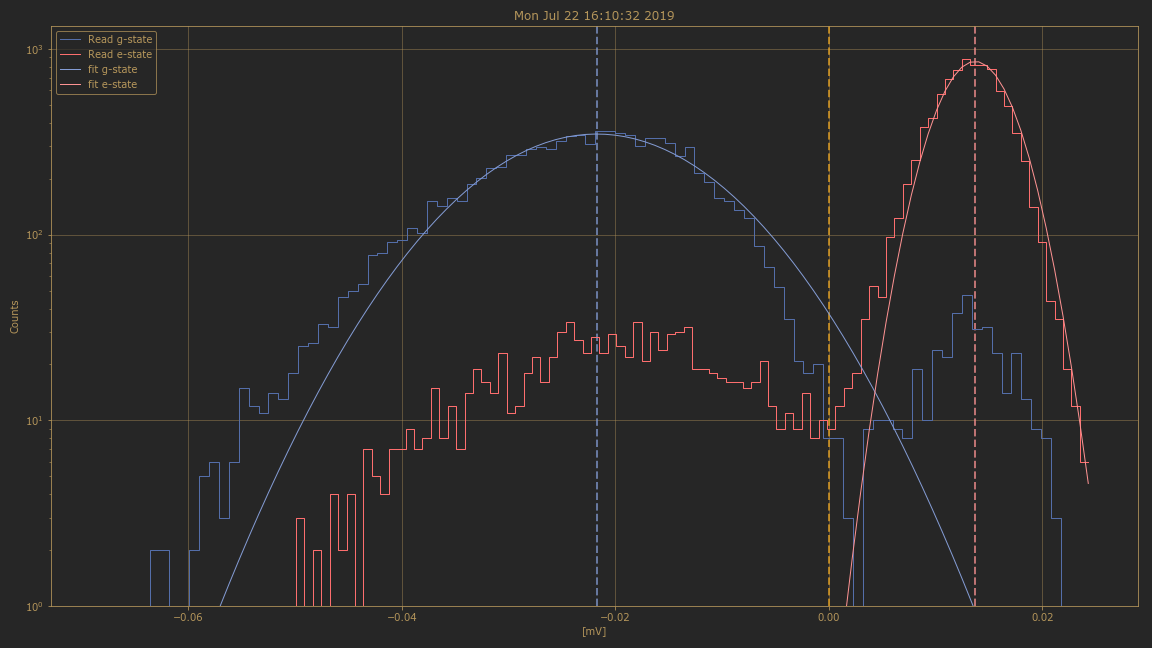 Mon Jul 22 16:10:32 2019
Read g-state
Read e-state
fit g-state
fit e-state
10³
10²
10¹
10⁰
Counts
−0.06
−0.04
−0.02
0.00
0.02
[mV]